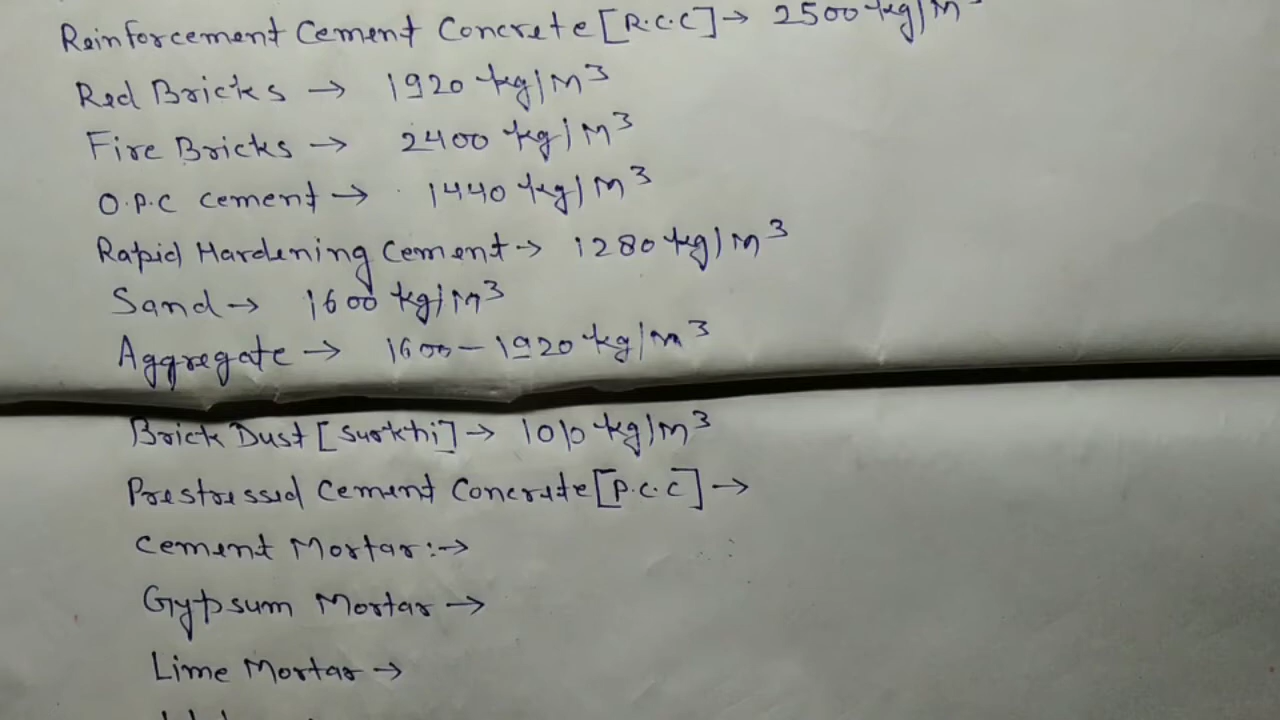 Reinforcement Cement Concrete [R.C.C] → 2500 kg/m³
Red Bricks → 1920 kg/m³
Fire Bricks → 2400 kg/m³
O.P.C cement → 1440 kg/m³
Rapid Hardening Cement → 1280 kg/m³
Sand → 1600 kg/m³
Aggregate → 1600 – 1920 kg/m³
Brick Dust [Surkhi] → 1010 kg/m³
Prestressed Cement Concrete [P.C.C] →
Cement Mortar :→
Gypsum Mortar →
Lime Mortar →